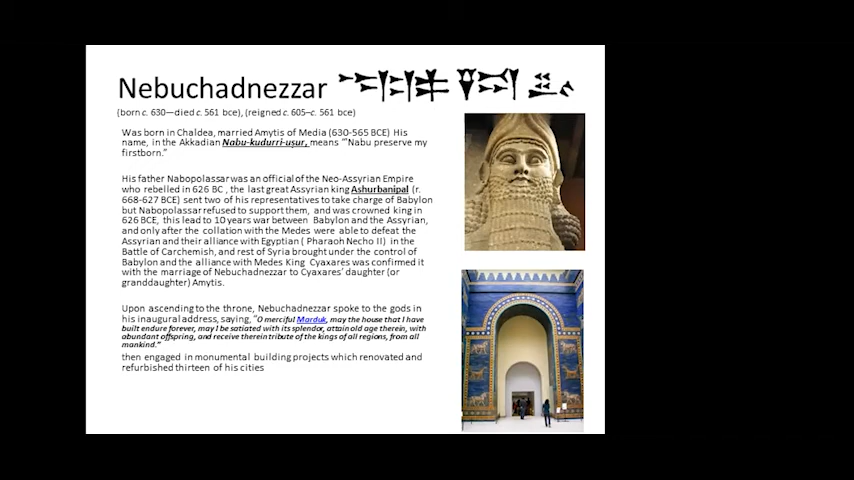 Nebuchadnezzar
(born c. 630—died c. 561 bce), (reigned c. 605–c. 561 bce)
Was born in Chaldea, married Amytis of Media (630-565 BCE) His
name, in the Akkadian Nabu-kudurri-uṣur, means "'Nabu preserve my
firstborn."
His father Nabopolassar was an official of the Neo-Assyrian Empire
who rebelled in 626 BC , the last great Assyrian king Ashurbanipal (r.
668-627 BCE) sent two of his representatives to take charge of Babylon
but Nabopolassar refused to support them, and was crowned king in
626 BCE, this lead to 10 years war between Babylon and the Assyrian,
and only after the collation with the Medes were able to defeat the
Assyrian and their alliance with Egyptian ( Pharaoh Necho II) in the
Battle of Carchemish, and rest of Syria brought under the control of
Babylon and the alliance with Medes King Cyaxares was confirmed it
with the marriage of Nebuchadnezzar to Cyaxares' daughter (or
granddaughter) Amytis.
Upon ascending to the throne, Nebuchadnezzar spoke to the gods in
his inaugural address, saying, "O merciful Marduk, may the house that I have
built endure forever, may I be satiated with its splendor, attain old age therein, with
abundant offspring, and receive therein tribute of the kings of all regions, from all
mankind."
then engaged in monumental building projects which renovated and
refurbished thirteen of his cities